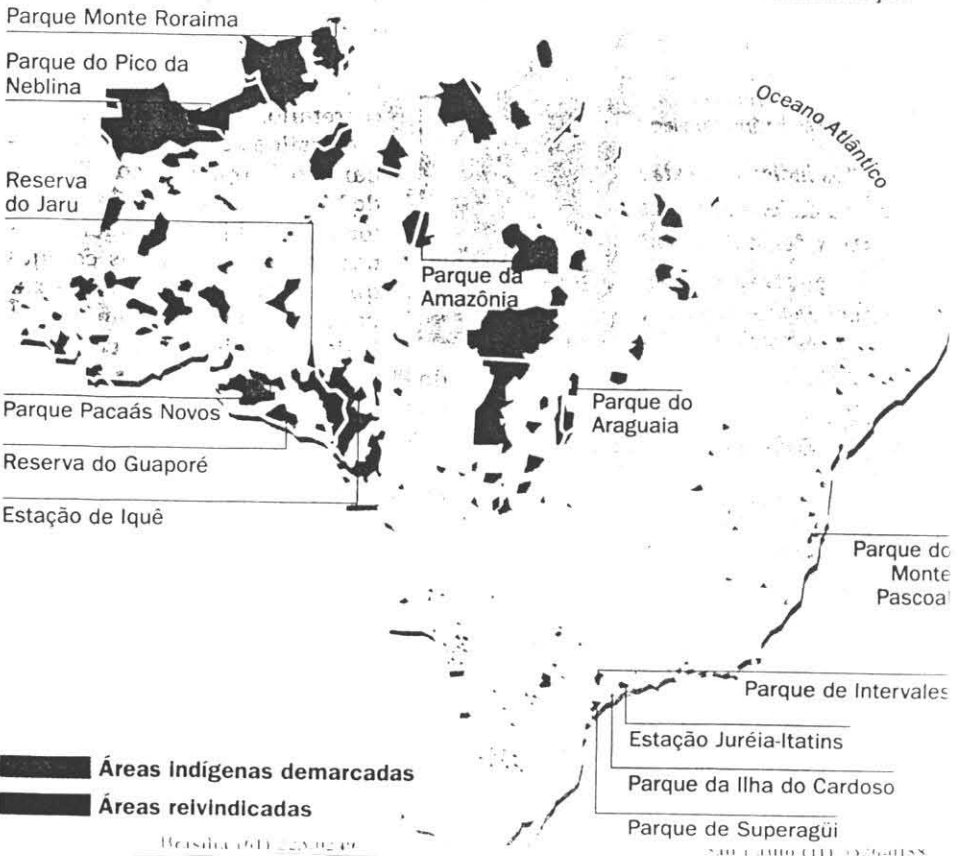 Parque Monte Roraima
Parque do Pico da
Neblina
Oceano Atlântico
Reserva
do Jaru
Parque da
Amazônia
Parque do
Araguaia
Parque Pacaás Novos
Reserva do Guaporé
Estação de Iquê
Parque do
Monte
Pascoal
Parque de Intervales
Estação Juréia-Itatins
Parque da Ilha do Cardoso
Parque de Superagüi
Áreas indígenas demarcadas
Áreas reivindicadas
Brasília (61)